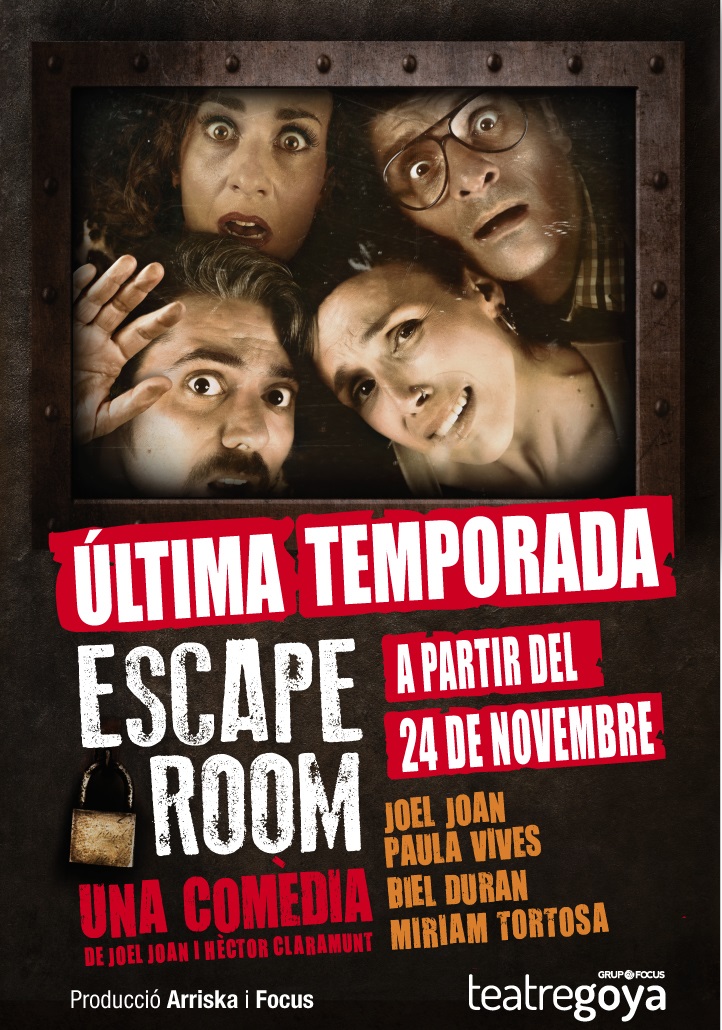 ÚLTIMA TEMPORADA
ESCAPE
ROOM
A PARTIR DEL
24 DE NOVEMBRE
JOEL JOAN
PAULA VIVES
BIEL DURAN
MIRIAM TORTOSA
UNA COMÈDIA
DE JOEL JOAN I HÈCTOR CLARAMUNT
Producció Arriska i Focus
GRUP FOCUS
teatregoya